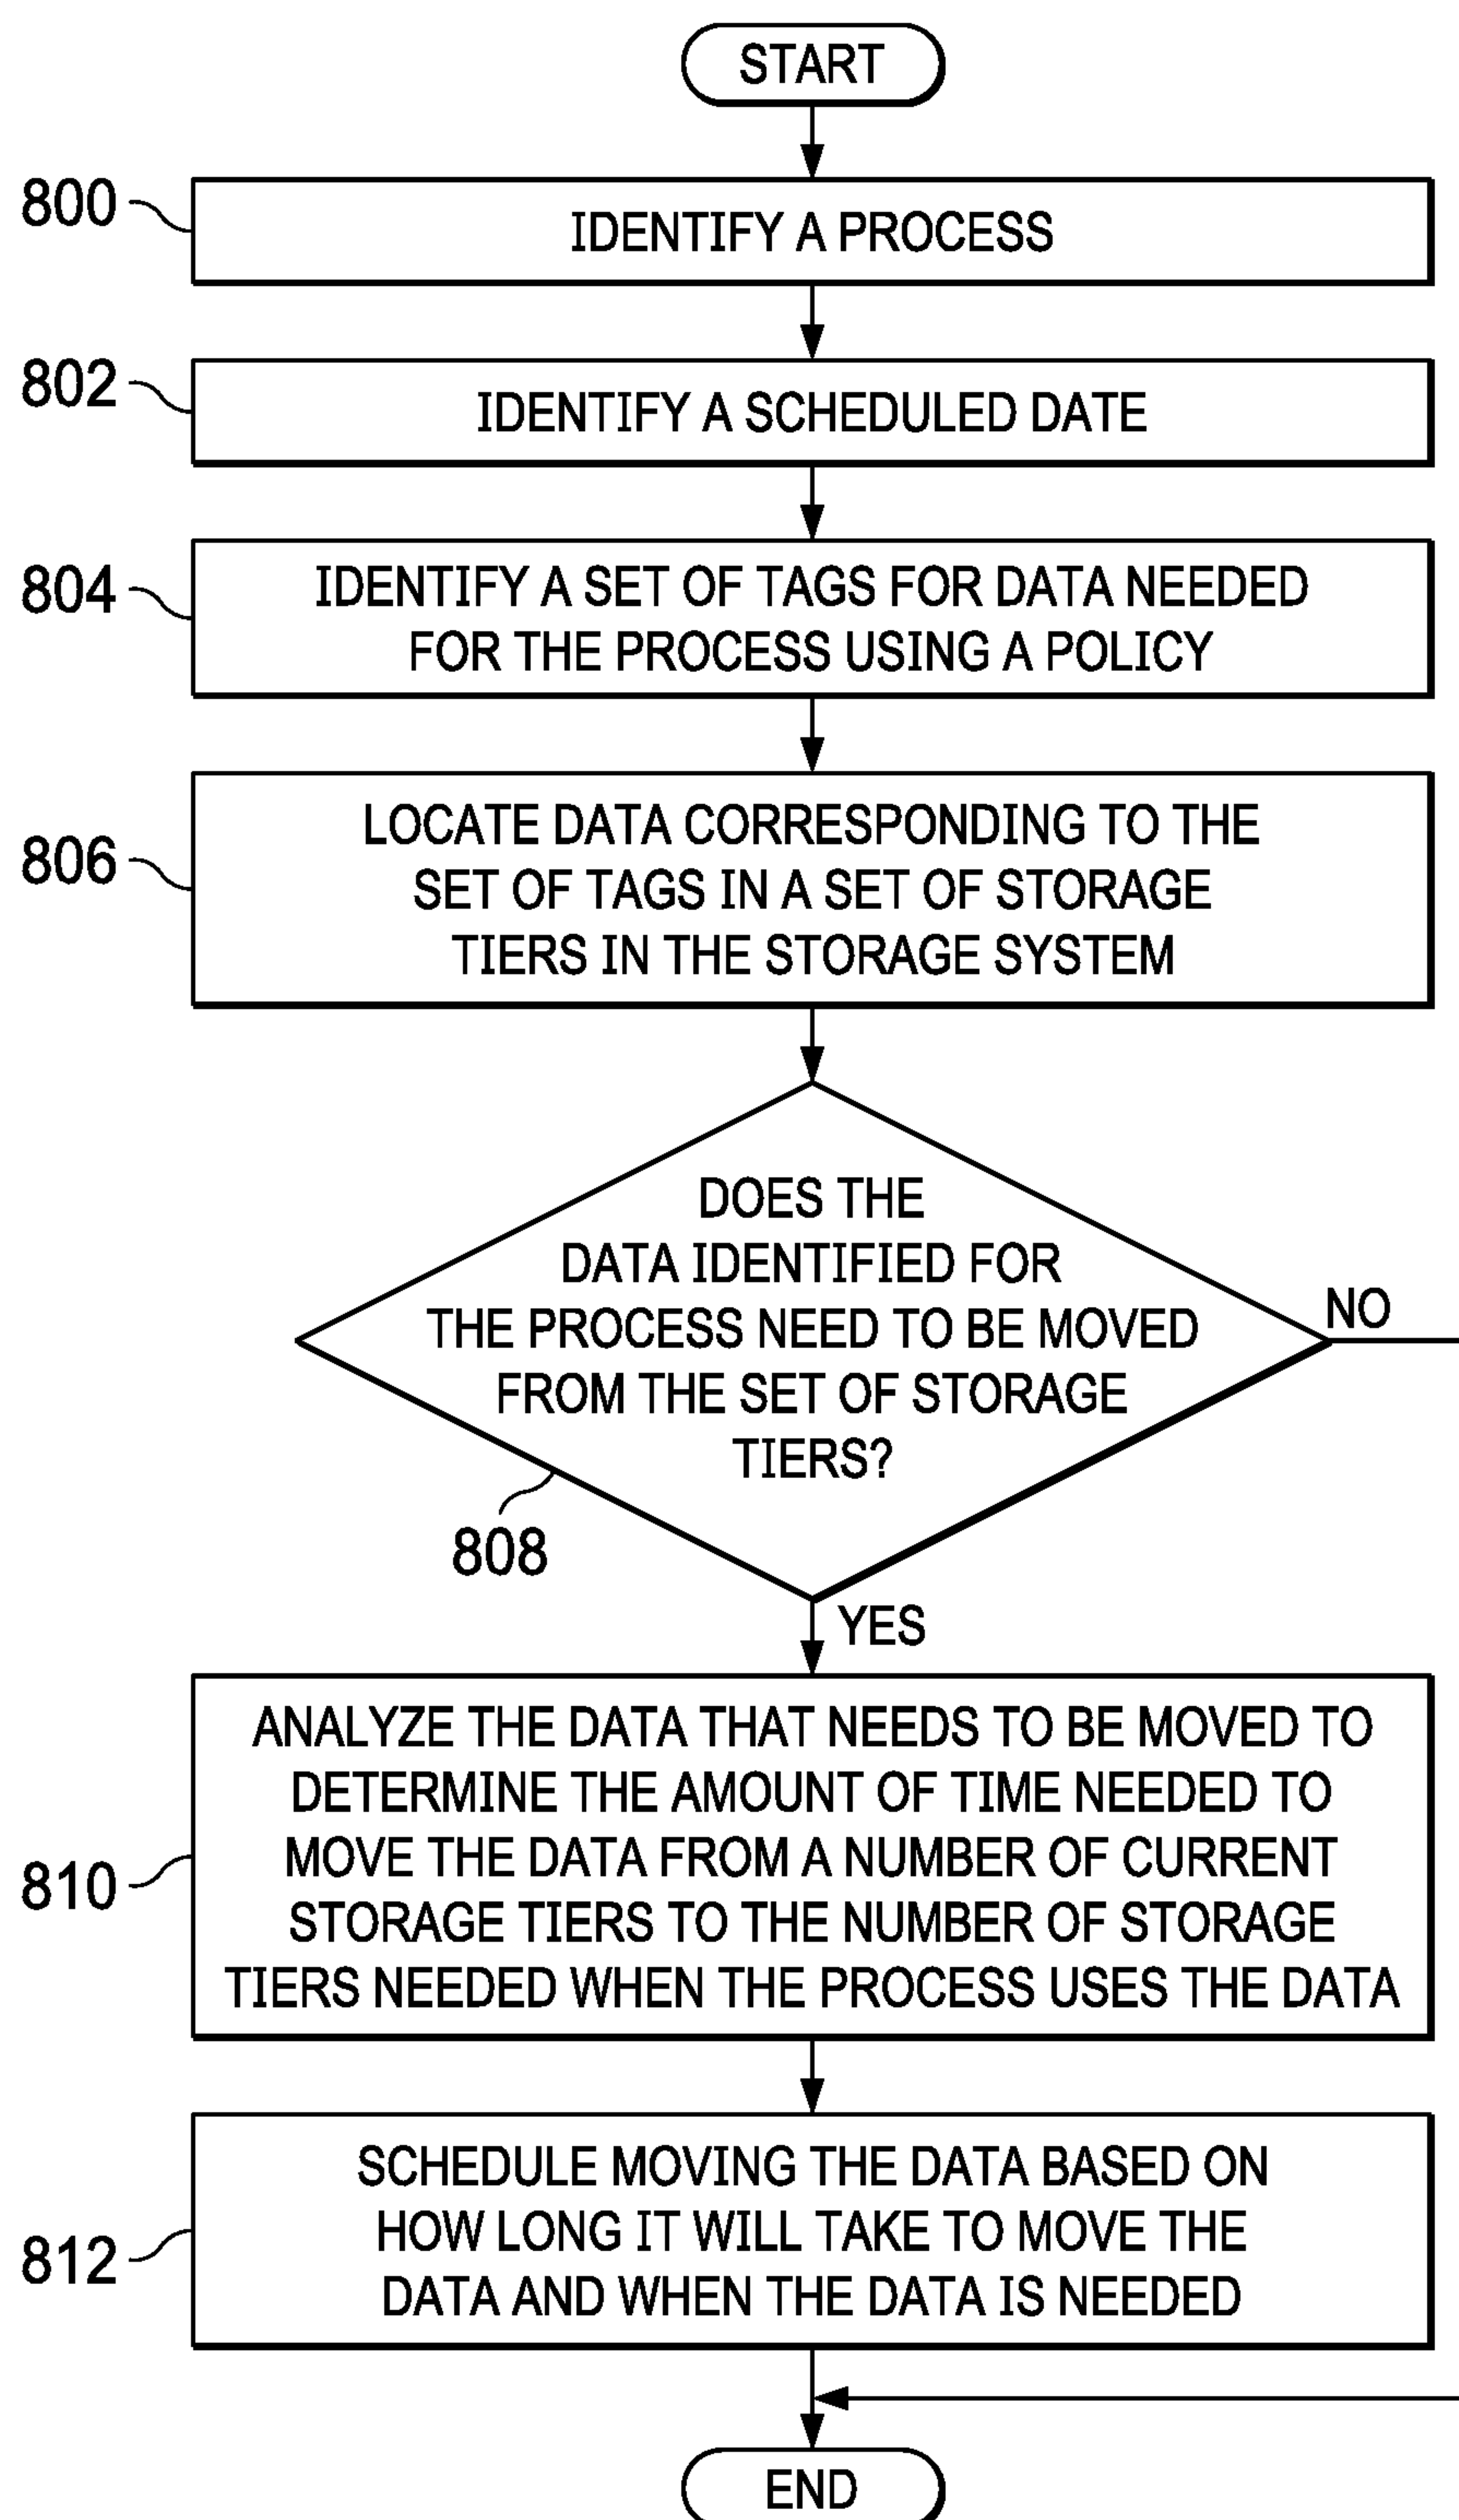 START
800
IDENTIFY A PROCESS
802
IDENTIFY A SCHEDULED DATE
804
IDENTIFY A SET OF TAGS FOR DATA NEEDED
FOR THE PROCESS USING A POLICY
806
LOCATE DATA CORRESPONDING TO THE
SET OF TAGS IN A SET OF STORAGE
TIERS IN THE STORAGE SYSTEM
DOES THE
DATA IDENTIFIED FOR
THE PROCESS NEED TO BE MOVED
FROM THE SET OF STORAGE
TIERS?
NO
808
YES
810
ANALYZE THE DATA THAT NEEDS TO BE MOVED TO
DETERMINE THE AMOUNT OF TIME NEEDED TO
MOVE THE DATA FROM A NUMBER OF CURRENT
STORAGE TIERS TO THE NUMBER OF STORAGE
TIERS NEEDED WHEN THE PROCESS USES THE DATA
812
SCHEDULE MOVING THE DATA BASED ON
HOW LONG IT WILL TAKE TO MOVE THE
DATA AND WHEN THE DATA IS NEEDED
END